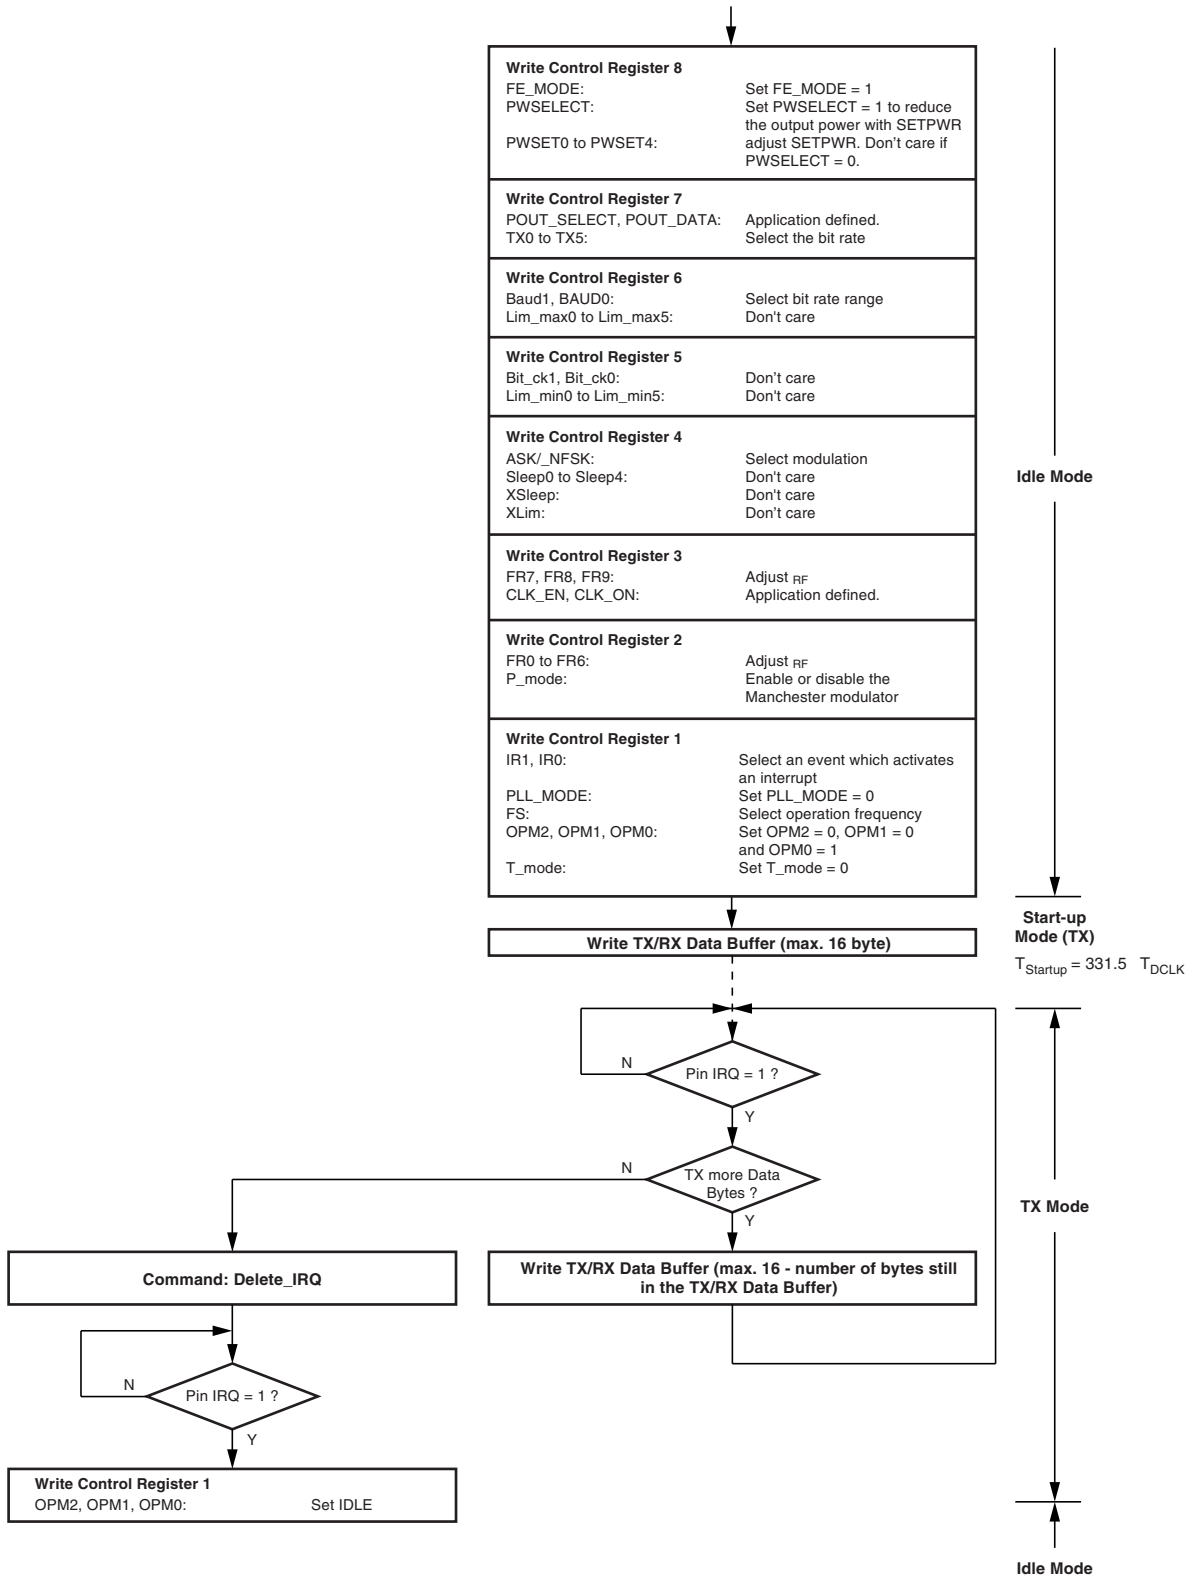 Write Control Register 8
FE_MODE: Set FE_MODE = 1
PWSELECT: Set PWSELECT = 1 to reduce
the output power with SETPWR
PWSET0 to PWSET4: adjust SETPWR. Don't care if
PWSELECT = 0.
Write Control Register 7
POUT_SELECT, POUT_DATA: Application defined.
TX0 to TX5: Select the bit rate
Write Control Register 6
Baud1, BAUD0: Select bit rate range
Lim_max0 to Lim_max5: Don't care
Write Control Register 5
Bit_ck1, Bit_ck0: Don't care
Lim_min0 to Lim_min5: Don't care
Write Control Register 4
ASK/_NFSK: Select modulation
Sleep0 to Sleep4: Don't care
XSleep: Don't care
XLim: Don't care
Idle Mode
Write Control Register 3
FR7, FR8, FR9: Adjust RF
CLK_EN, CLK_ON: Application defined.
Write Control Register 2
FR0 to FR6: Adjust RF
P_mode: Enable or disable the
Manchester modulator
Write Control Register 1
IR1, IR0: Select an event which activates
an interrupt
PLL_MODE: Set PLL_MODE = 0
FS: Select operation frequency
OPM2, OPM1, OPM0: Set OPM2 = 0, OPM1 = 0
and OPM0 = 1
T_mode: Set T_mode = 0
Start-up
Mode (TX)
TStartup = 331.5 TDCLK
Write TX/RX Data Buffer (max. 16 byte)
N
Pin IRQ = 1 ?
Y
N
TX more Data
Bytes ?
Y
TX Mode
Command: Delete_IRQ
Write TX/RX Data Buffer (max. 16 - number of bytes still
in the TX/RX Data Buffer)
N
Pin IRQ = 1 ?
Y
Write Control Register 1
OPM2, OPM1, OPM0: Set IDLE
Idle Mode